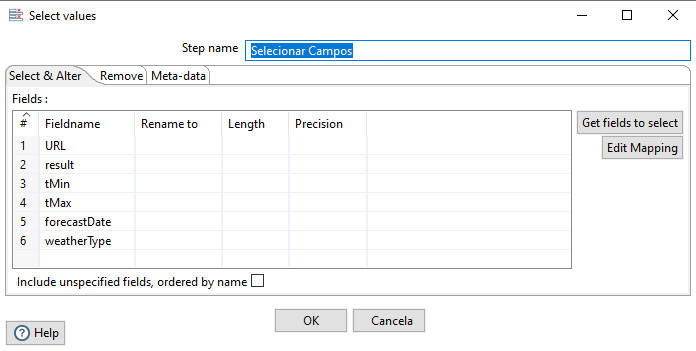 Select values
Step name Selecionar Campos
Select & Alter Remove Meta-data
Fields :
# Fieldname Rename to Length Precision
1 URL
2 result
3 tMin
4 tMax
5 forecastDate
6 weatherType
Get fields to select
Edit Mapping
Include unspecified fields, ordered by name
OK Cancela
? Help